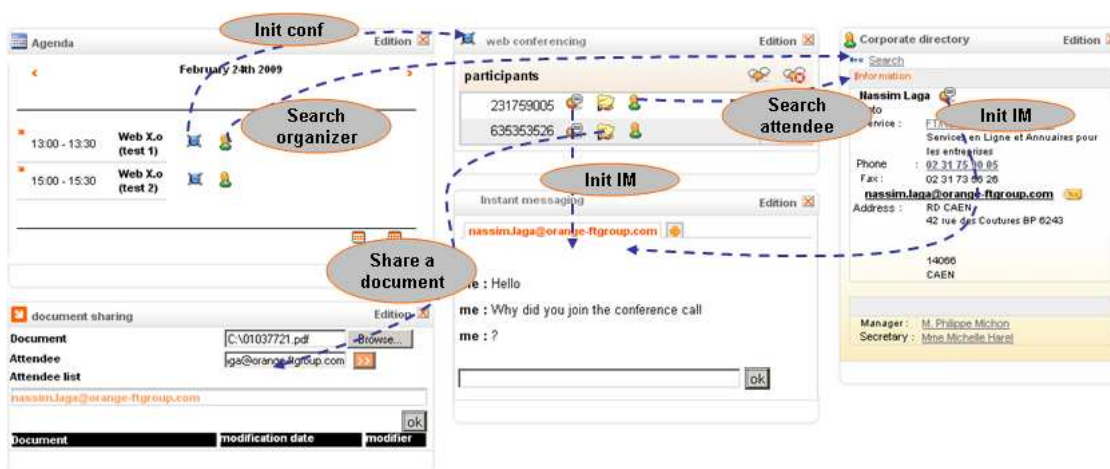 Init conf
Agenda
Edition
February 24th 2009
Search
organizer
13:00 - 13:30
Web X.o
(test 1)
15:00 - 15:30
Web X.o
(test 2)
web conferencing
Edition
participants
231759005
635353526
Search
attendee
Init IM
Instant messaging
Edition
nassim.laga@orange-ftgroup.com
me : Hello
me : Why did you join the conference call
me : ?
ok
Share a
document
document sharing
Edition
Document
C:\01037721.pdf
Browse...
Attendee
iga@orange-ftgroup.com
>>
Attendee list
nassim.laga@orange-ftgroup.com
ok
Document
modification date
modifier
Corporate directory
Edition
Search
Information
Nassim Laga
Init IM
Services en Ligne et Annuaires pour
les entreprises
Phone :
02 31 75 90 05
Fax :
02 31 73 56 26
nassim.laga@orange-ftgroup.com
Address :
RD CAEN
42 rue des Coutures BP 6243
14066
CAEN
Manager :
M. Philippe Michon
Secretary :
Mme Michelle Harel